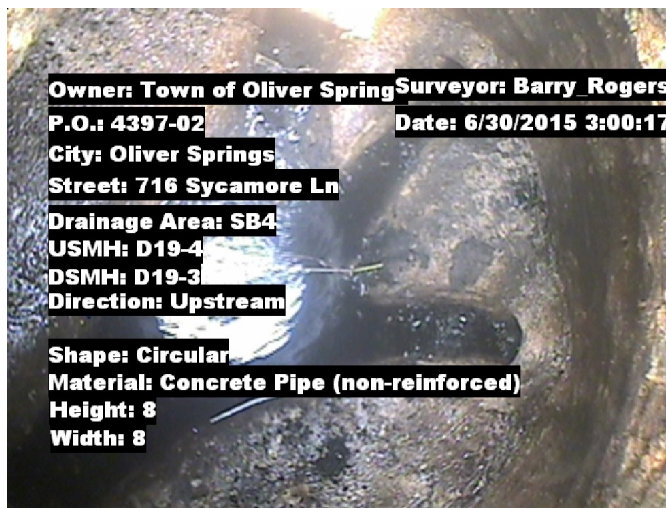 Owner: Town of Oliver Spring
Surveyor: Barry_Rogers
P.O.: 4397-02
Date: 6/30/2015 3:00:17
City: Oliver Springs
Street: 716 Sycamore Ln
Drainage Area: SB4
USMH: D19-4
DSMH: D19-3
Direction: Upstream
Shape: Circular
Material: Concrete Pipe (non-reinforced)
Height: 8
Width: 8